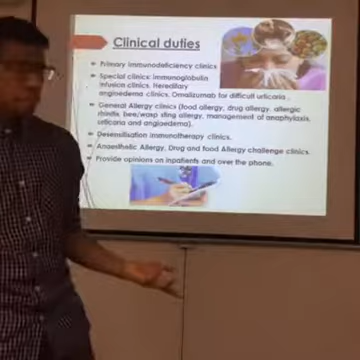 Clinical duties
Primary immunodeficiency clinics
Special clinics: immunoglobulin
infusion clinics, Hereditary
angioedema clinics, Omalizumab for difficult urticaria .
General Allergy clinics (food allergy, drug allergy, allergic
rhinitis, bee/wasp sting allergy, management of anaphylaxis,
urticaria and angiaedema).
Desensitisation immunotherapy clinics.
Anaesthetic Allergy, Drug and food Allergy challenge clinics.
Provide opinions on inpatients and over the phone.